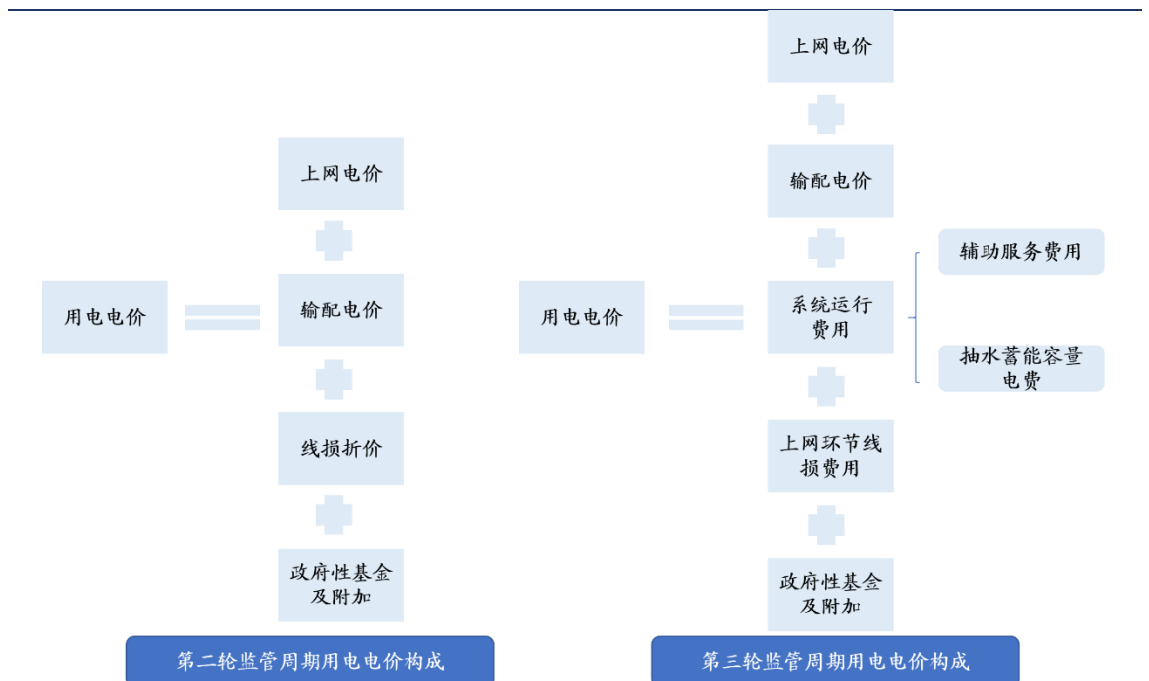 用电电价
上网电价
输配电价
线损折价
政府性基金
及附加
第二轮监管周期用电电价构成
用电电价
上网电价
输配电价
系统运行
费用
辅助服务费用
抽水蓄能容量
电费
上网环节线
损费用
政府性基金
及附加
第三轮监管周期用电电价构成